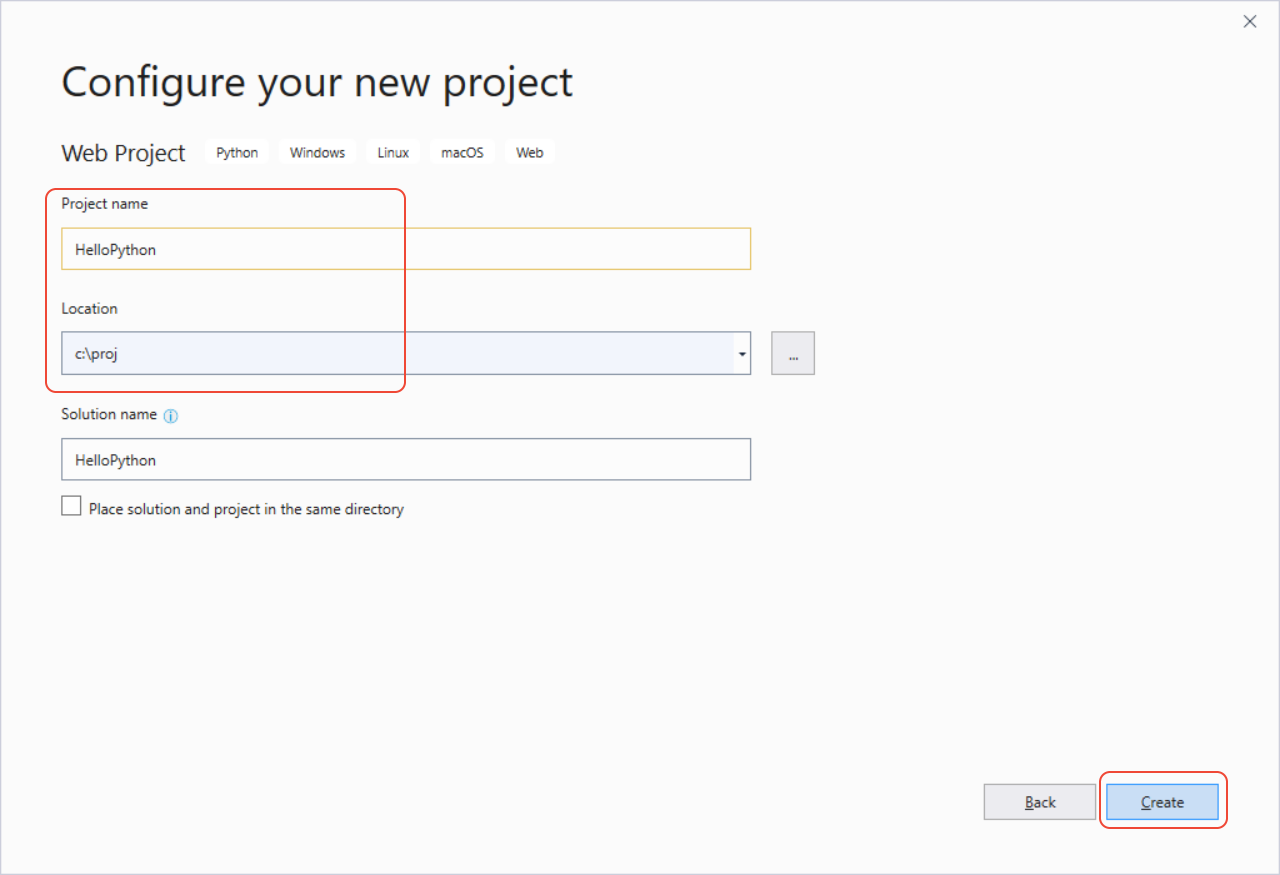 Configure your new project
Web Project Python Windows Linux macOS Web
Project name
HelloPython
Location
c:\proj
...
Solution name
HelloPython
Place solution and project in the same directory
Back Create